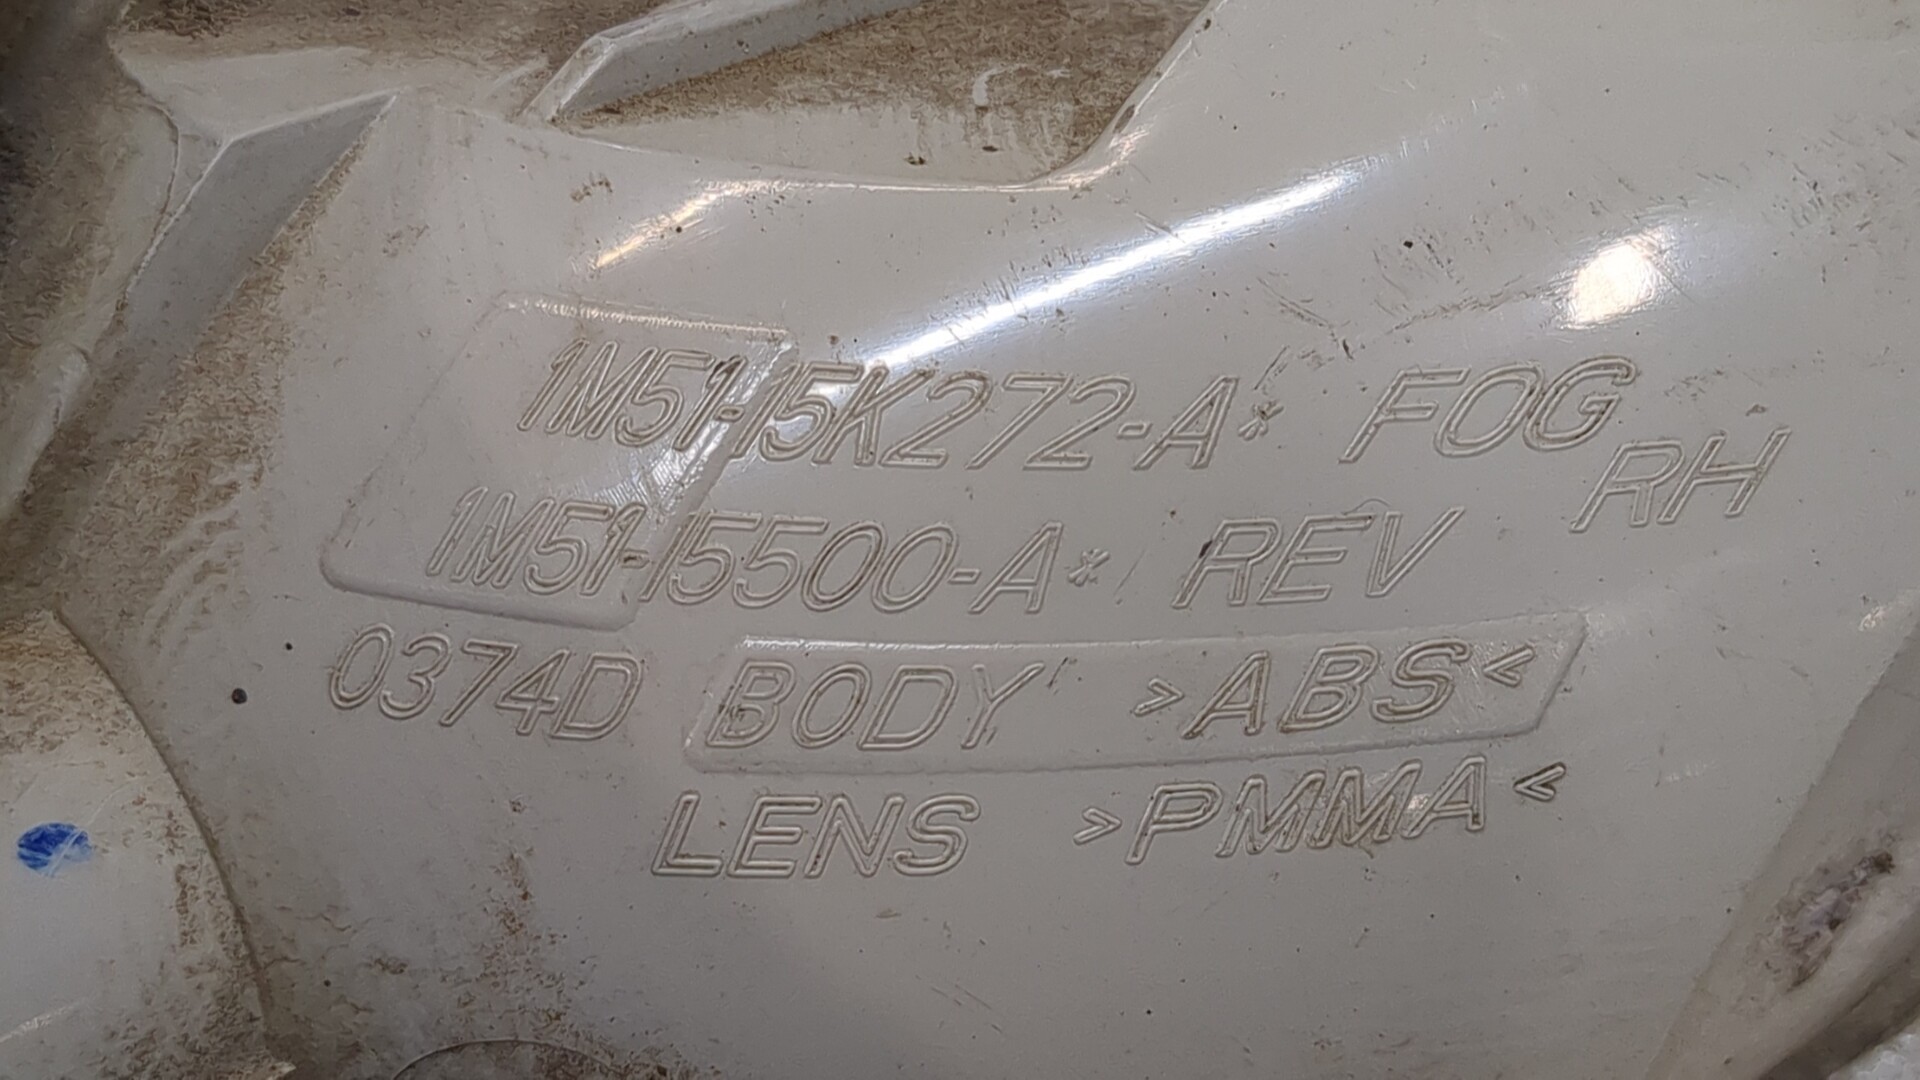 1M51-15K272-A* FOG
RH
1M51-15500-A* REV
0374D BODY >ABS<
LENS >PMMA<